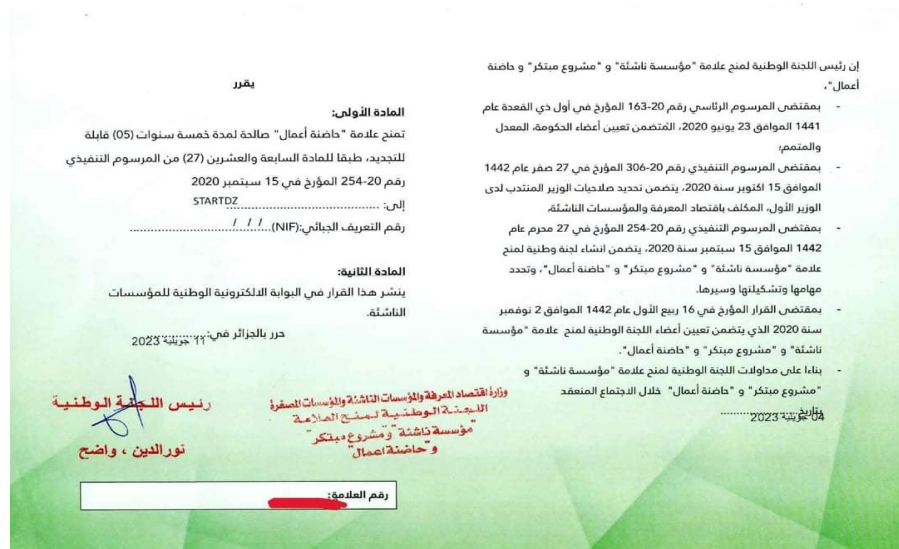 إن رئيس اللجنة الوطنية لمنح علامة "مؤسسة ناشئة" و "مشروع مبتكر" و حاضنة
أعمال"،
- بمقتضى المرسوم الرئاسي رقم 20-163 المؤرخ في أول ذي القعدة عام
1441 الموافق 23 يونيو 2020، المتضمن تعيين أعضاء الحكومة، المعدل
والمتمم؛
- بمقتضى المرسوم التنفيذي رقم 20-306 المؤرخ في 27 صفر عام 1442
الموافق 15 اكتوبر سنة 2020، يتضمن تحديد صلاحيات الوزير المنتدب لدى
الوزير الأول، المكلف باقتصاد المعرفة والمؤسسات الناشئة،
- بمقتضى المرسوم التنفيذي رقم 20-254 المؤرخ في 27 محرم عام
1442 الموافق 15 سبتمبر سنة 2020، يتضمن انشاء لجنة وطنية لمنح
علامة "مؤسسة ناشئة" و "مشروع مبتكر" و "حاضنة أعمال"، وتحدد
مهامها وتشكيلتها وسيرها.
- بمقتضى القرار المؤرخ في 16 ربيع الأول عام 1442 الموافق 2 نوفمبر
سنة 2020 الذي يتضمن تعيين أعضاء اللجنة الوطنية لمنح علامة "مؤسسة
ناشئة" و "مشروع مبتكر" و "حاضنة أعمال".
- بناءا على مداولات اللجنة الوطنية لمنح علامة "مؤسسة ناشئة" و
"مشروع مبتكر" و "حاضنة أعمال" خلال الاجتماع المنعقد
بتاريخ 04 جويلية 2023
يقرر
المادة الأولى:
تمنح علامة "حاضنة أعمال" صالحة لمدة خمسة سنوات (05) قابلة
للتجديد، طبقا للمادة السابعة والعشرين (27) من المرسوم التنفيذي
رقم 20-254 المؤرخ في 15 سبتمبر 2020
إلى: STARTDZ
رقم التعريف الجبائي:(NIF) / / /
المادة الثانية:
ينشر هذا القرار في البوابة الالكترونية الوطنية للمؤسسات
الناشئة.
حرر بالجزائر في: 11 جويلية 2023
وزارة اقتصاد المعرفة والمؤسسات الناشئة والمؤسسات المصغرة
اللجنة الوطنية لمنح العلامة
"مؤسسة ناشئة" و"مشروع مبتكر"
و"حاضنة اعمال"
رئيس اللجنة الوطنية
نورالدين ، واضح
رقم العلامة: